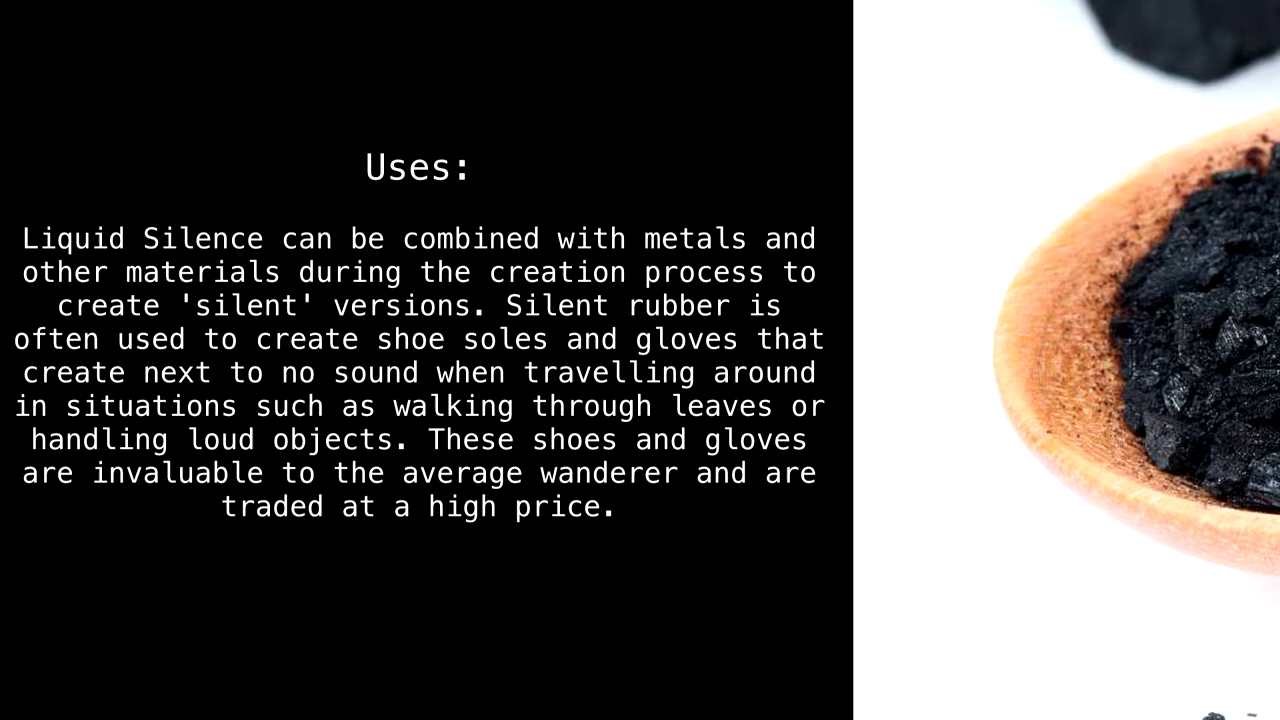 Uses:
Liquid Silence can be combined with metals and
other materials during the creation process to
create 'silent' versions. Silent rubber is
often used to create shoe soles and gloves that
create next to no sound when travelling around
in situations such as walking through leaves or
handling loud objects. These shoes and gloves
are invaluable to the average wanderer and are
traded at a high price.